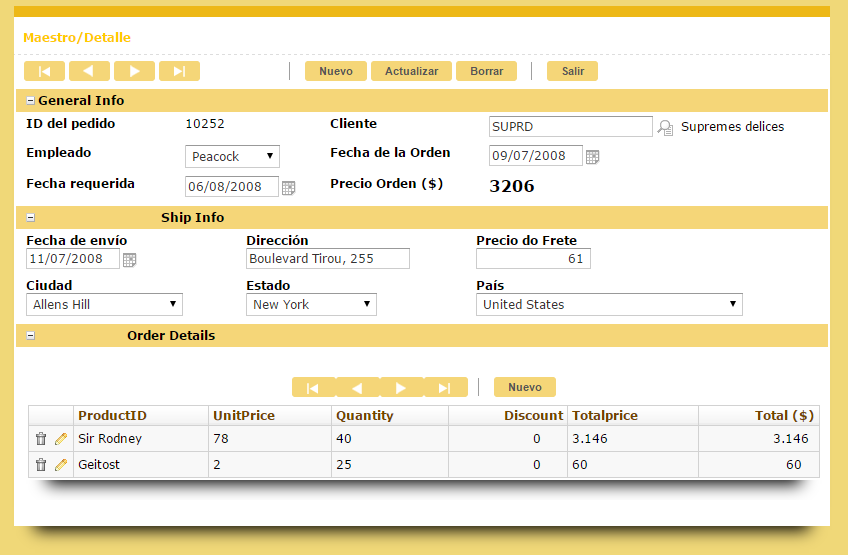 Maestro/Detalle
Nuevo Actualizar Borrar Salir
General Info
ID del pedido 10252 Cliente SUPRD Supremes delices
Empleado Peacock Fecha de la Orden 09/07/2008
Fecha requerida 06/08/2008 Precio Orden ($) 3206
Ship Info
Fecha de envío Dirección Precio do Frete
11/07/2008 Boulevard Tirou, 255 61
Ciudad Estado País
Allens Hill New York United States
Order Details
Nuevo
ProductID UnitPrice Quantity Discount Totalprice Total ($)
Sir Rodney 78 40 0 3.146 3.146
Geitost 2 25 0 60 60